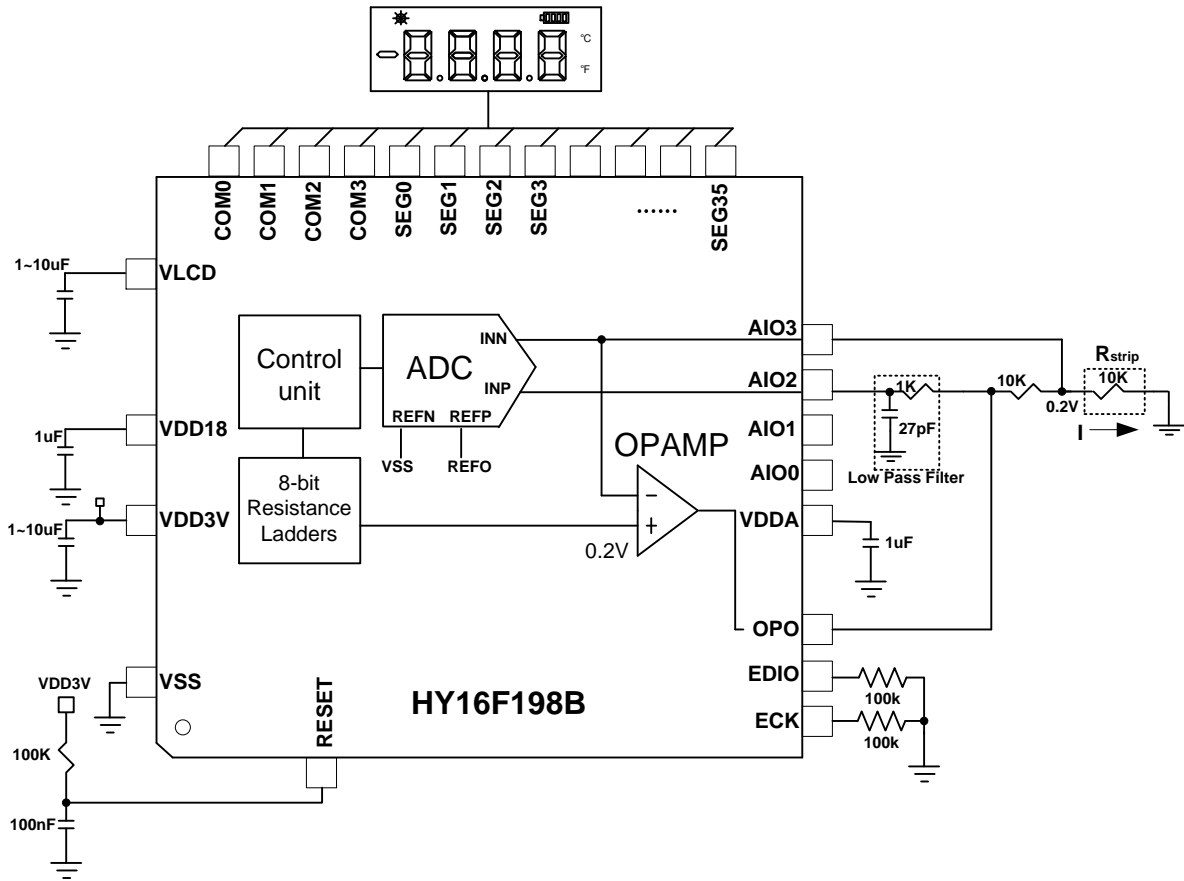 °C
°F
COM0
COM1
COM2
COM3
SEG0
SEG1
SEG2
SEG3
......
SEG35
1~10uF
VLCD
1uF
VDD18
1~10uF
VDD3V
VSS
VDD3V
100K
100nF
RESET
Control
unit
ADC
INN
INP
REFN
REFP
VSS
REFO
8-bit
Resistance
Ladders
OPAMP
−
+
0.2V
HY16F198B
AIO3
AIO2
AIO1
AIO0
VDDA
OPO
EDIO
ECK
1K
27pF
Low Pass Filter
10K
0.2V
Rstrip
10K
I
1uF
100k
100k